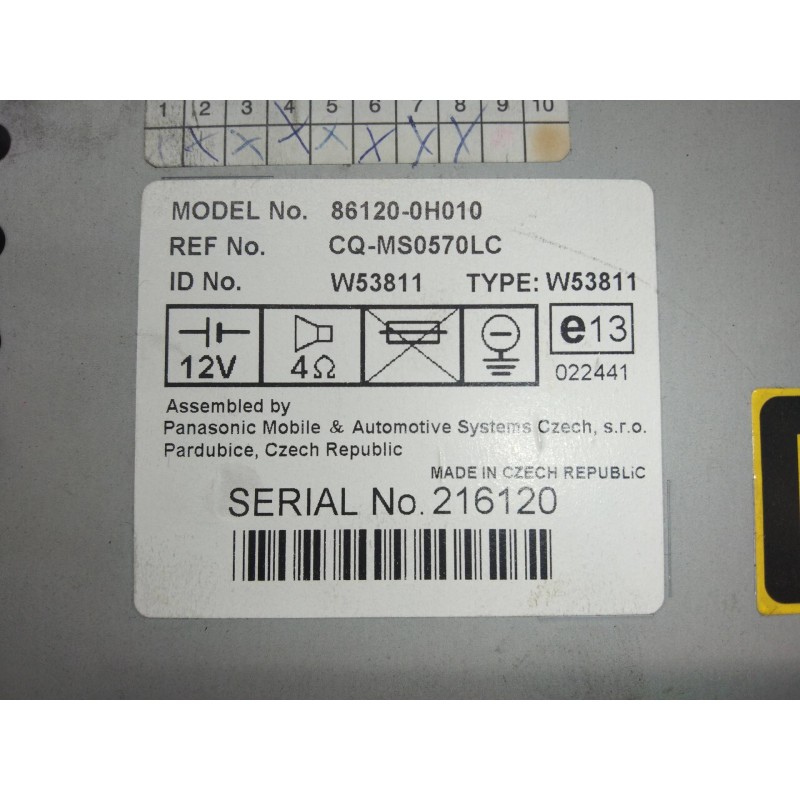 1 2 3 4 5 6 7 8 9 10
X X X X X X X
MODEL No. 86120-0H010
REF No. CQ-MS0570LC
ID No. W53811 TYPE: W53811
12V 4Ω e13
022441
Assembled by
Panasonic Mobile & Automotive Systems Czech, s.r.o.
Pardubice, Czech Republic
MADE IN CZECH REPUBLiC
SERIAL No. 216120